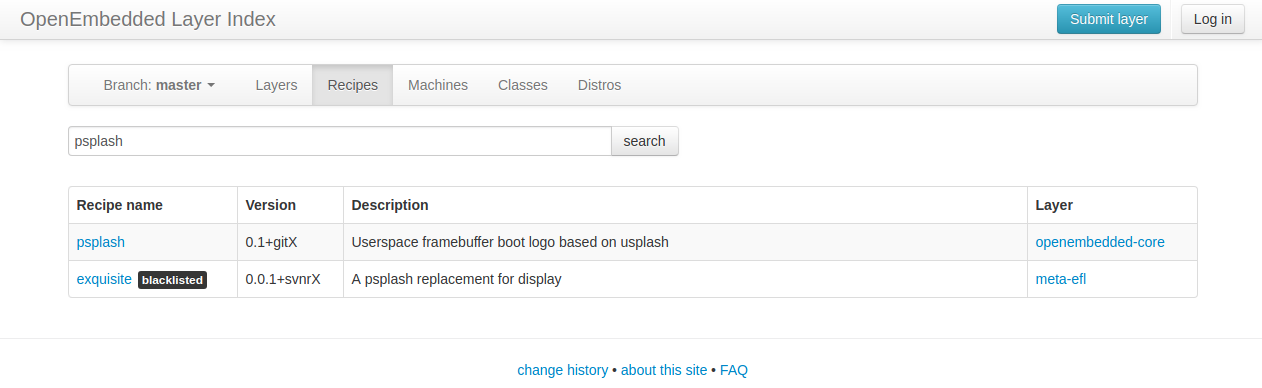 OpenEmbedded Layer Index Submit layer Log in
Branch: master Layers Recipes Machines Classes Distros
psplash search
Recipe name Version Description Layer
psplash 0.1+gitX Userspace framebuffer boot logo based on usplash openembedded-core
exquisite blacklisted 0.0.1+svnrX A psplash replacement for display meta-efl
change history • about this site • FAQ